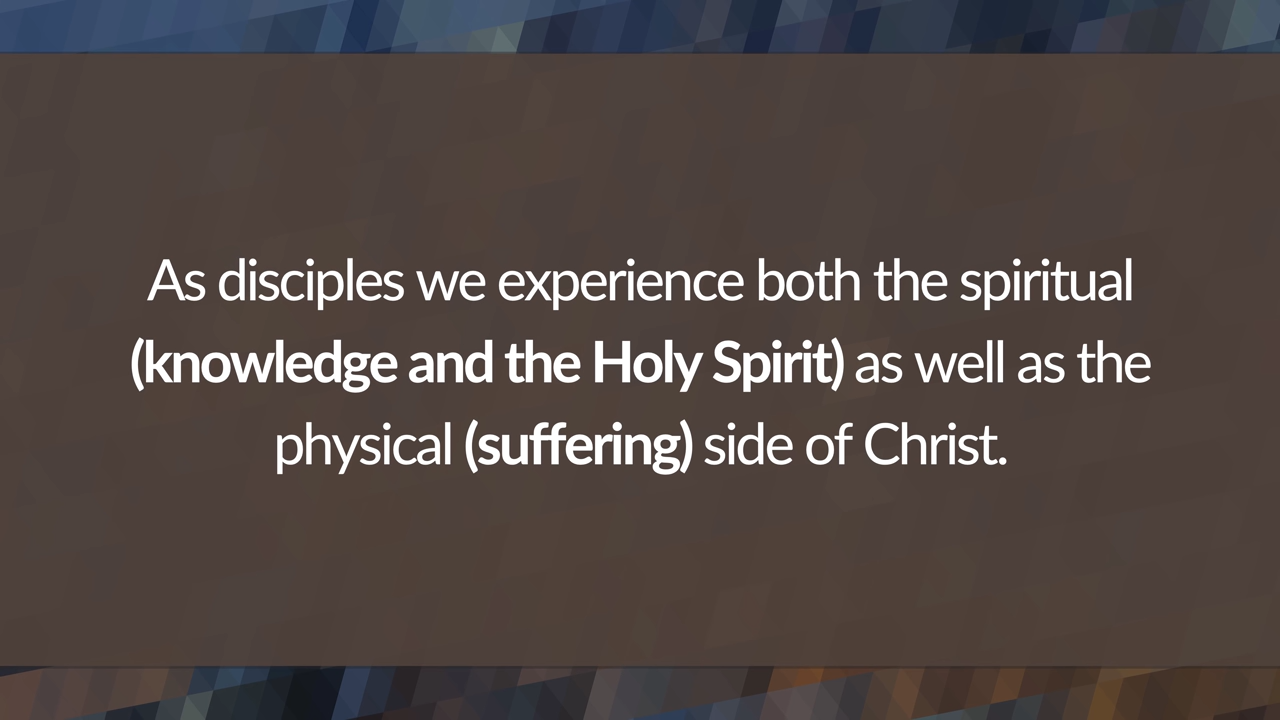 As disciples we experience both the spiritual
(knowledge and the Holy Spirit) as well as the
physical (suffering) side of Christ.